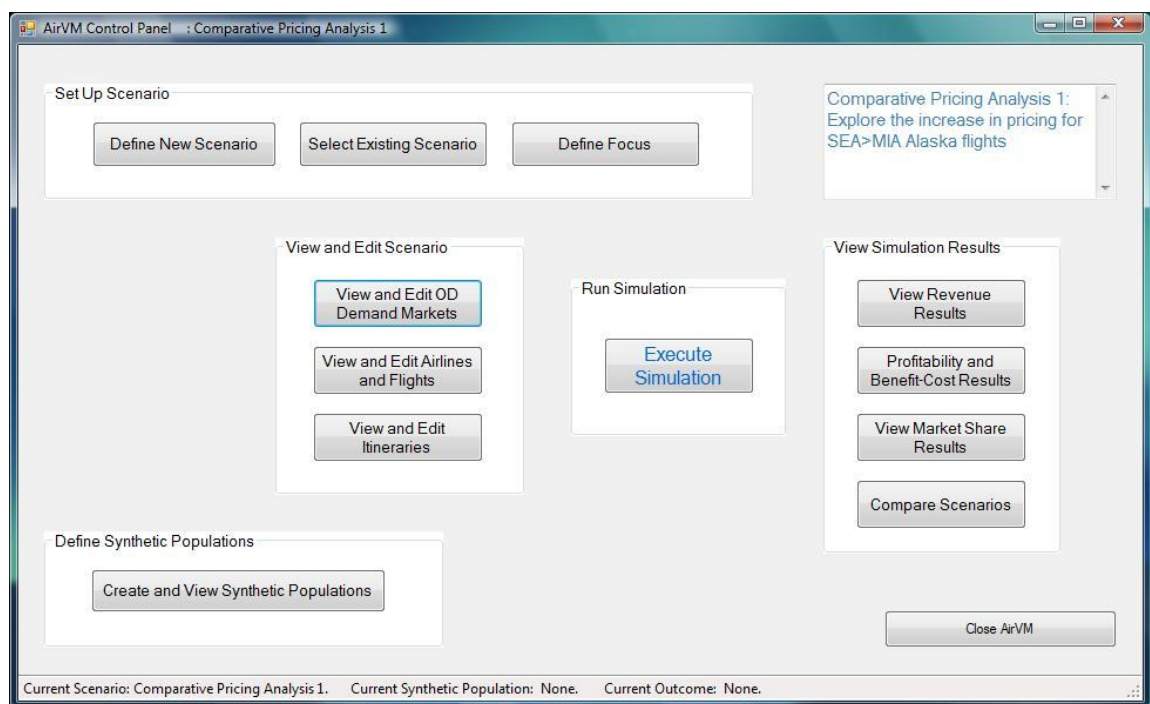 AirVM Control Panel : Comparative Pricing Analysis 1
Set Up Scenario
Define New Scenario
Select Existing Scenario
Define Focus
Comparative Pricing Analysis 1:
Explore the increase in pricing for
SEA>MIA Alaska flights
View and Edit Scenario
View and Edit OD
Demand Markets
View and Edit Airlines
and Flights
View and Edit
Itineraries
Run Simulation
Execute
Simulation
View Simulation Results
View Revenue
Results
Profitability and
Benefit-Cost Results
View Market Share
Results
Compare Scenarios
Define Synthetic Populations
Create and View Synthetic Populations
Close AirVM
Current Scenario: Comparative Pricing Analysis 1. Current Synthetic Population: None. Current Outcome: None.